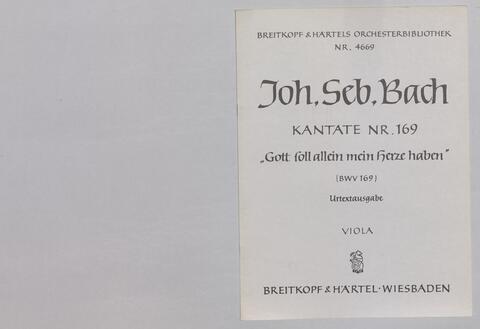 BREITKOPF & HÄRTELS ORCHESTERBIBLIOTHEK
NR. 4669
Joh. Seb. Bach
KANTATE NR. 169
„Gott soll allein mein Herze haben“
(BWV 169)
Urtextausgabe
VIOLA
BREITKOPF & HÄRTEL · WIESBADEN